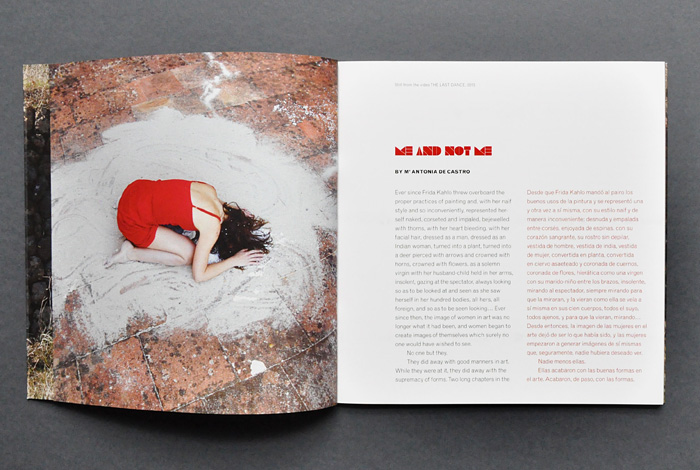 Still from the video THE LAST DANCE, 2010.
ME AND NOT ME
BY Mª ANTONIA DE CASTRO
Ever since Frida Kahlo threw overboard the
proper practices of painting and, with her naïf
style and so inconveniently, represented her-
self naked, corseted and impaled, bejewelled
with thorns, with her heart bleeding, with her
facial hair, dressed as a man, dressed as an
Indian woman, turned into a plant, turned into
a deer pierced with arrows and crowned with
horns, crowned with flowers, as a solemn
virgin with her husband-child held in her arms,
insolent, gazing at the spectator, always looking
so as to be looked at and seen as she saw
herself in her hundred bodies, all hers, all
foreign, and so as to be seen looking… Ever
since then, the image of women in art was no
longer what it had been, and women began to
create images of themselves which surely no
one would have wished to see.
No one but they.
They did away with good manners in art.
While they were at it, they did away with the
supremacy of forms. Two long chapters in the
Desde que Frida Kahlo mandó al pairo los
buenos usos de la pintura y se representó una
y otra vez a sí misma, con su estilo naïf y de
manera inconveniente: desnuda y empalada
entre corsés, enjoyada de espinas, con su
corazón sangrante, su rostro sin depilar,
vestida de hombre, vestida de india, vestida
de mujer, convertida en planta, convertida
en ciervo asaeteado y coronada de cuernos,
coronada de flores, hierática como una virgen
con su marido niño entre los brazos, insolente,
mirando al espectador, siempre mirando para
que la miraran, y la vieran como ella se veía a
sí misma en sus cien cuerpos, todos el suyo,
todos ajenos, y para que la vieran, mirando…
Desde entonces, la imagen de las mujeres en el
arte dejó de ser lo que había sido, y las mujeres
empezaron a generar imágenes de sí mismas
que, seguramente, nadie hubiera deseado ver.
Nadie menos ellas.
Ellas acabaron con las buenas formas en
el arte. Acabaron, de paso, con las formas.